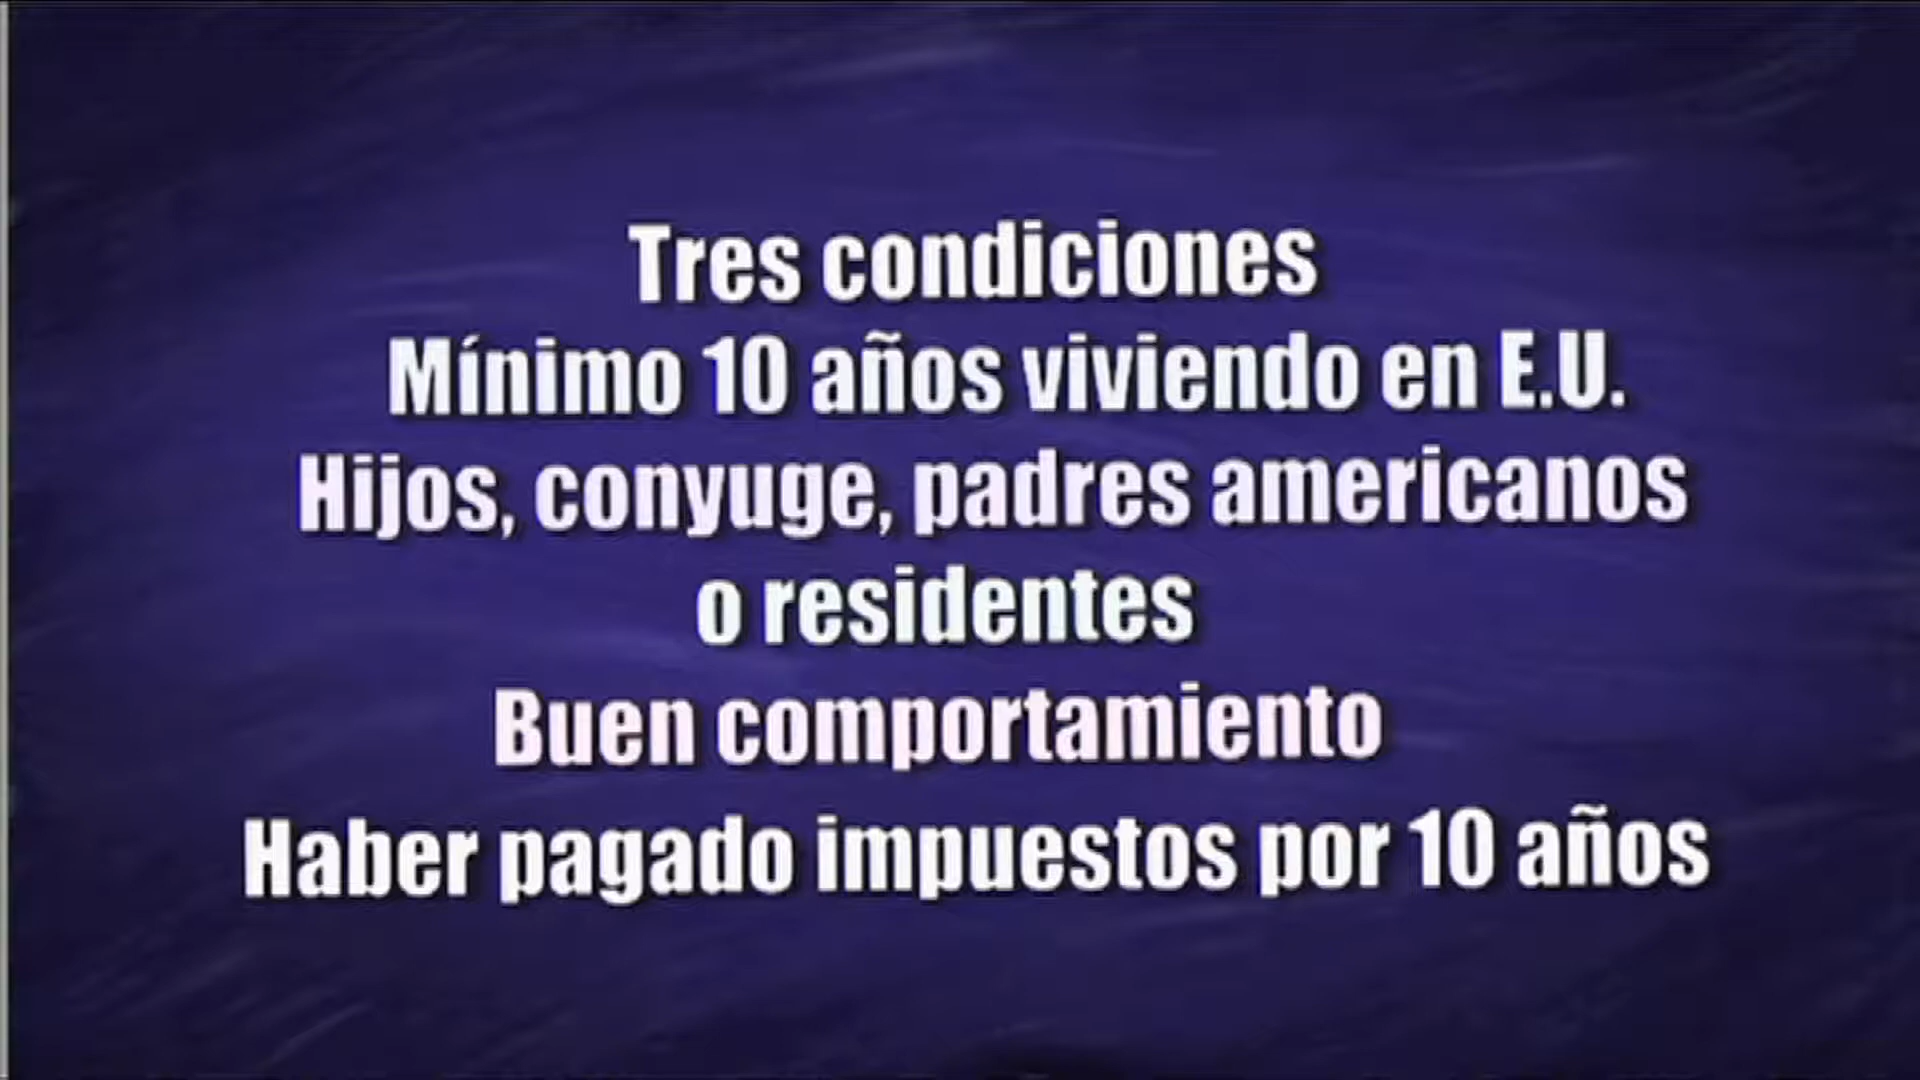 Tres condiciones
Mínimo 10 años viviendo en E.U.
Hijos, conyuge, padres americanos
o residentes
Buen comportamiento
Haber pagado impuestos por 10 años